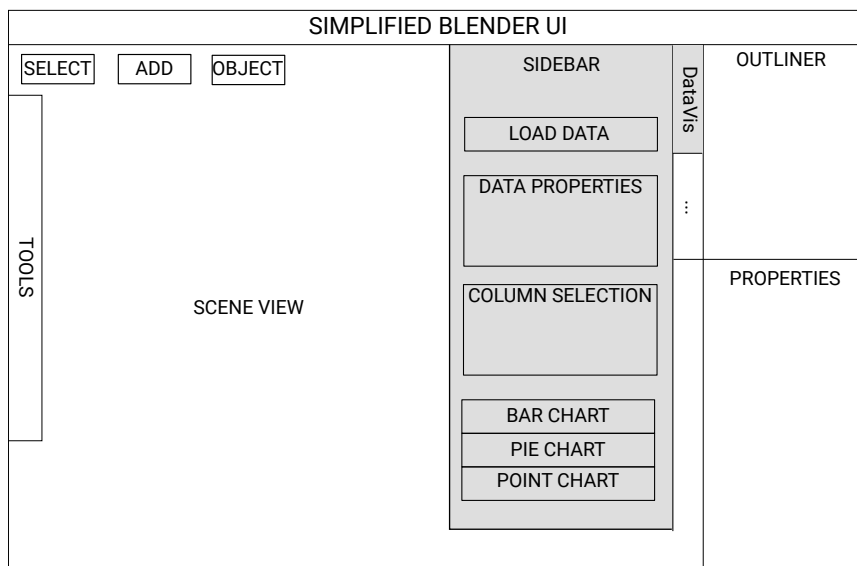 SIMPLIFIED BLENDER UI
SELECT
ADD
OBJECT
TOOLS
SCENE VIEW
SIDEBAR
LOAD DATA
DATA PROPERTIES
COLUMN SELECTION
BAR CHART
PIE CHART
POINT CHART
DataVis
...
OUTLINER
PROPERTIES